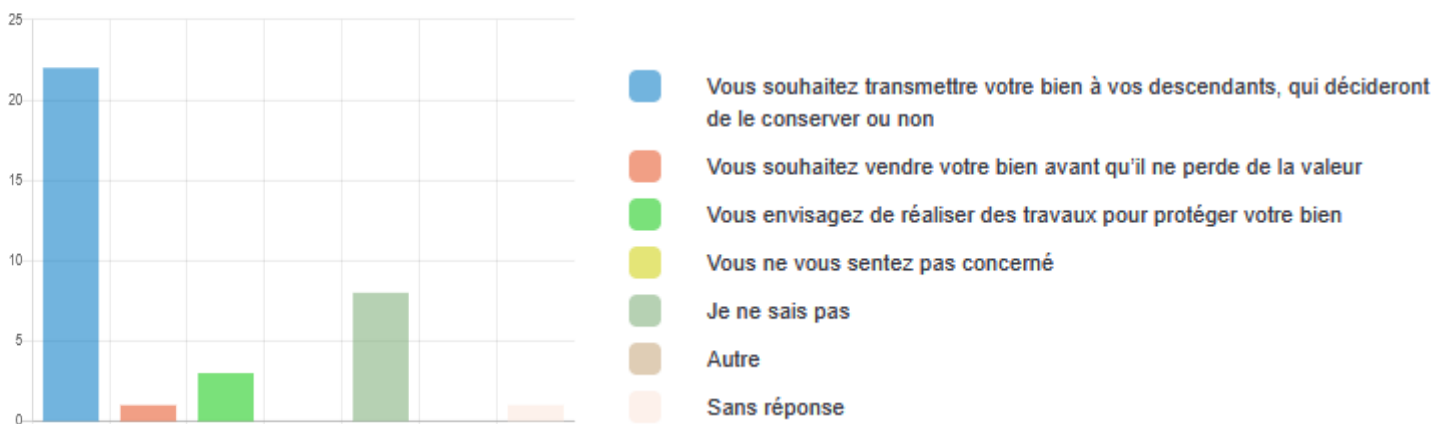 25
20
15
10
5
0
Vous souhaitez transmettre votre bien à vos descendants, qui décideront
de le conserver ou non
Vous souhaitez vendre votre bien avant qu'il ne perde de la valeur
Vous envisagez de réaliser des travaux pour protéger votre bien
Vous ne vous sentez pas concerné
Je ne sais pas
Autre
Sans réponse